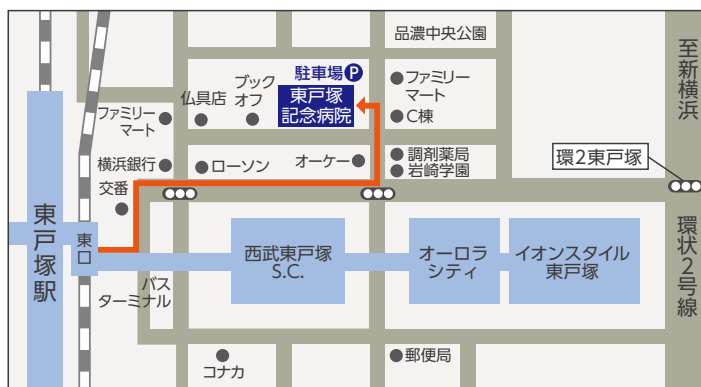 品濃中央公園
至新横浜
駐車場P
東戸塚
記念病院
ブック
オフ
仏具店
ファミリー
マート
C棟
ファミリー
マート
横浜銀行
交番
ローソン
オーケー
調剤薬局
岩崎学園
環2東戸塚
東戸塚駅
東口
西武東戸塚
S.C.
オーロラ
シティ
イオンスタイル
東戸塚
環状2号線
バス
ターミナル
コナカ
郵便局